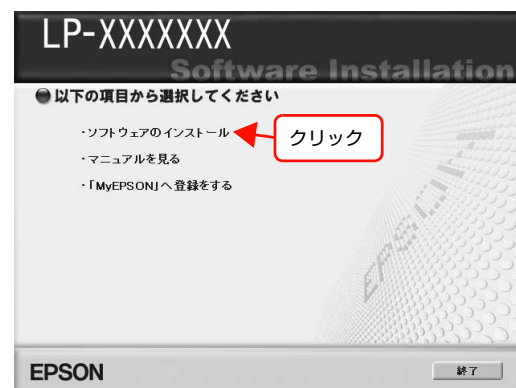 LP-XXXXXXX
Software Installation
以下の項目から選択してください
・ソフトウェアのインストール
クリック
・マニュアルを見る
・「MyEPSON」へ登録をする
EPSON
EPSON
終了